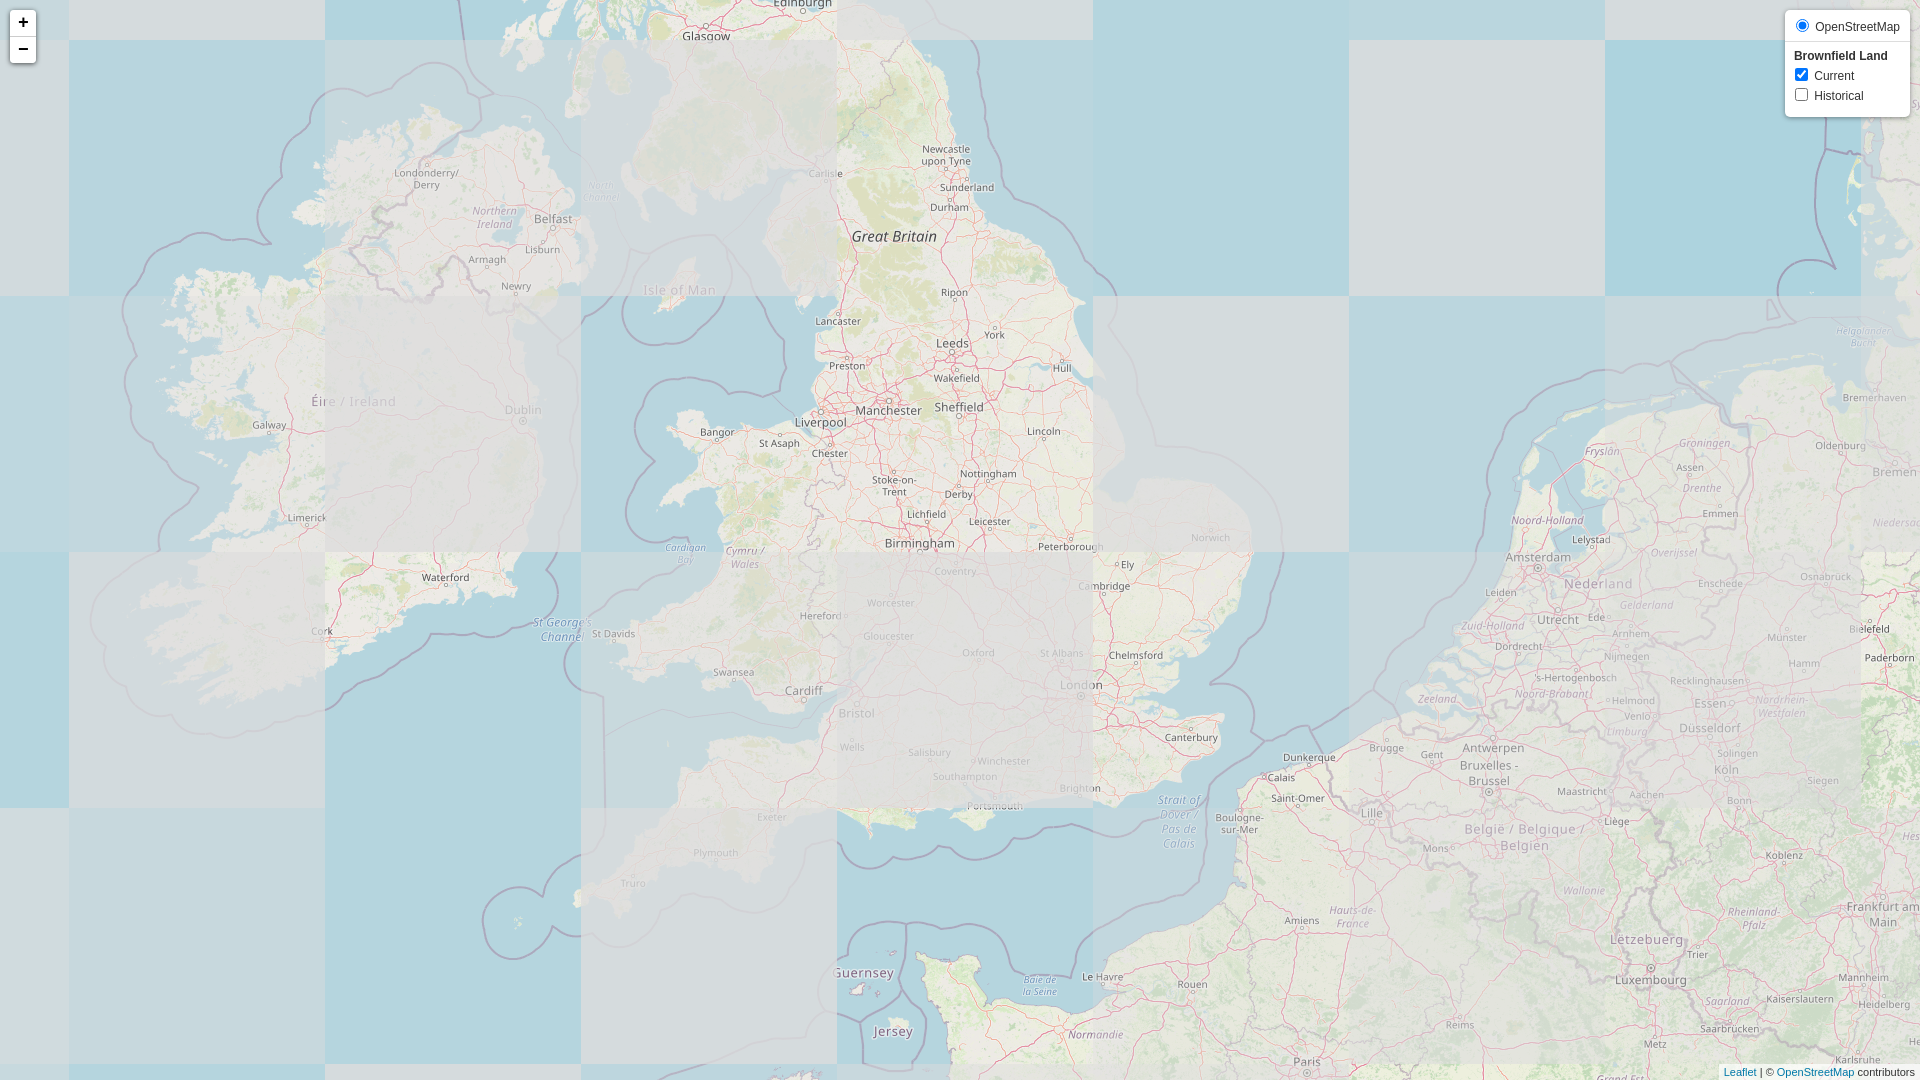 +
−
OpenStreetMap
Brownfield Land
Current
Historical
Edinburgh
Glasgow
Newcastle
upon Tyne
Carlisle
Sunderland
Durham
Great Britain
Londonderry/
Derry
North
Channel
Northern
Ireland
Belfast
Lisburn
Armagh
Newry
Isle of Man
Ripon
Lancaster
York
Leeds
Preston
Hull
Wakefield
Éire / Ireland
Dublin
Galway
Manchester
Sheffield
Liverpool
Bangor
St Asaph
Lincoln
Chester
Nottingham
Stoke-on-
Trent
Derby
Limerick
Lichfield
Leicester
Birmingham
Peterborough
Norwich
Cardigan
Bay
Cymru /
Wales
Ely
Coventry
Cambridge
Waterford
Worcester
Hereford
St George's
Channel
St Davids
Gloucester
Cork
Oxford
St Albans
Chelmsford
Swansea
Cardiff
London
Bristol
Wells
Salisbury
Winchester
Canterbury
Southampton
Brighton
Portsmouth
Exeter
Plymouth
Truro
Strait of
Dover /
Pas de
Calais
Helgoländer
Bucht
Bremerhaven
Groningen
Oldenburg
Fryslân
Assen
Bremen
Drenthe
Emmen
Noord-Holland
Lelystad
Amsterdam
Overijssel
Nederland
Enschede
Osnabrück
Leiden
Gelderland
Utrecht
Ede
Zuid-Holland
Arnhem
Münster
Bielefeld
Dordrecht
Nijmegen
Hamm
Paderborn
's-Hertogenbosch
Recklinghausen
Zeeland
Noord-Brabant
Helmond
Essen
Nordrhein-
Westfalen
Venlo
Limburg
Düsseldorf
Dunkerque
Brugge
Gent
Antwerpen
Solingen
Calais
Bruxelles -
Brussel
Köln
Siegen
Maastricht
Aachen
Bonn
Saint-Omer
Lille
Boulogne-
sur-Mer
Liège
België / Belgique /
Belgien
Mons
Koblenz
Wallonie
Amiens
Hauts-de-
France
Rheinland-
Pfalz
Frankfurt am
Main
Lëtzebuerg
Trier
Luxembourg
Mannheim
Guernsey
Baie de
la Seine
Le Havre
Rouen
Saarland
Kaiserslautern
Heidelberg
Jersey
Normandie
Reims
Saarbrücken
Metz
Paris
Karlsruhe
Grand Est
Leaflet | © OpenStreetMap contributors